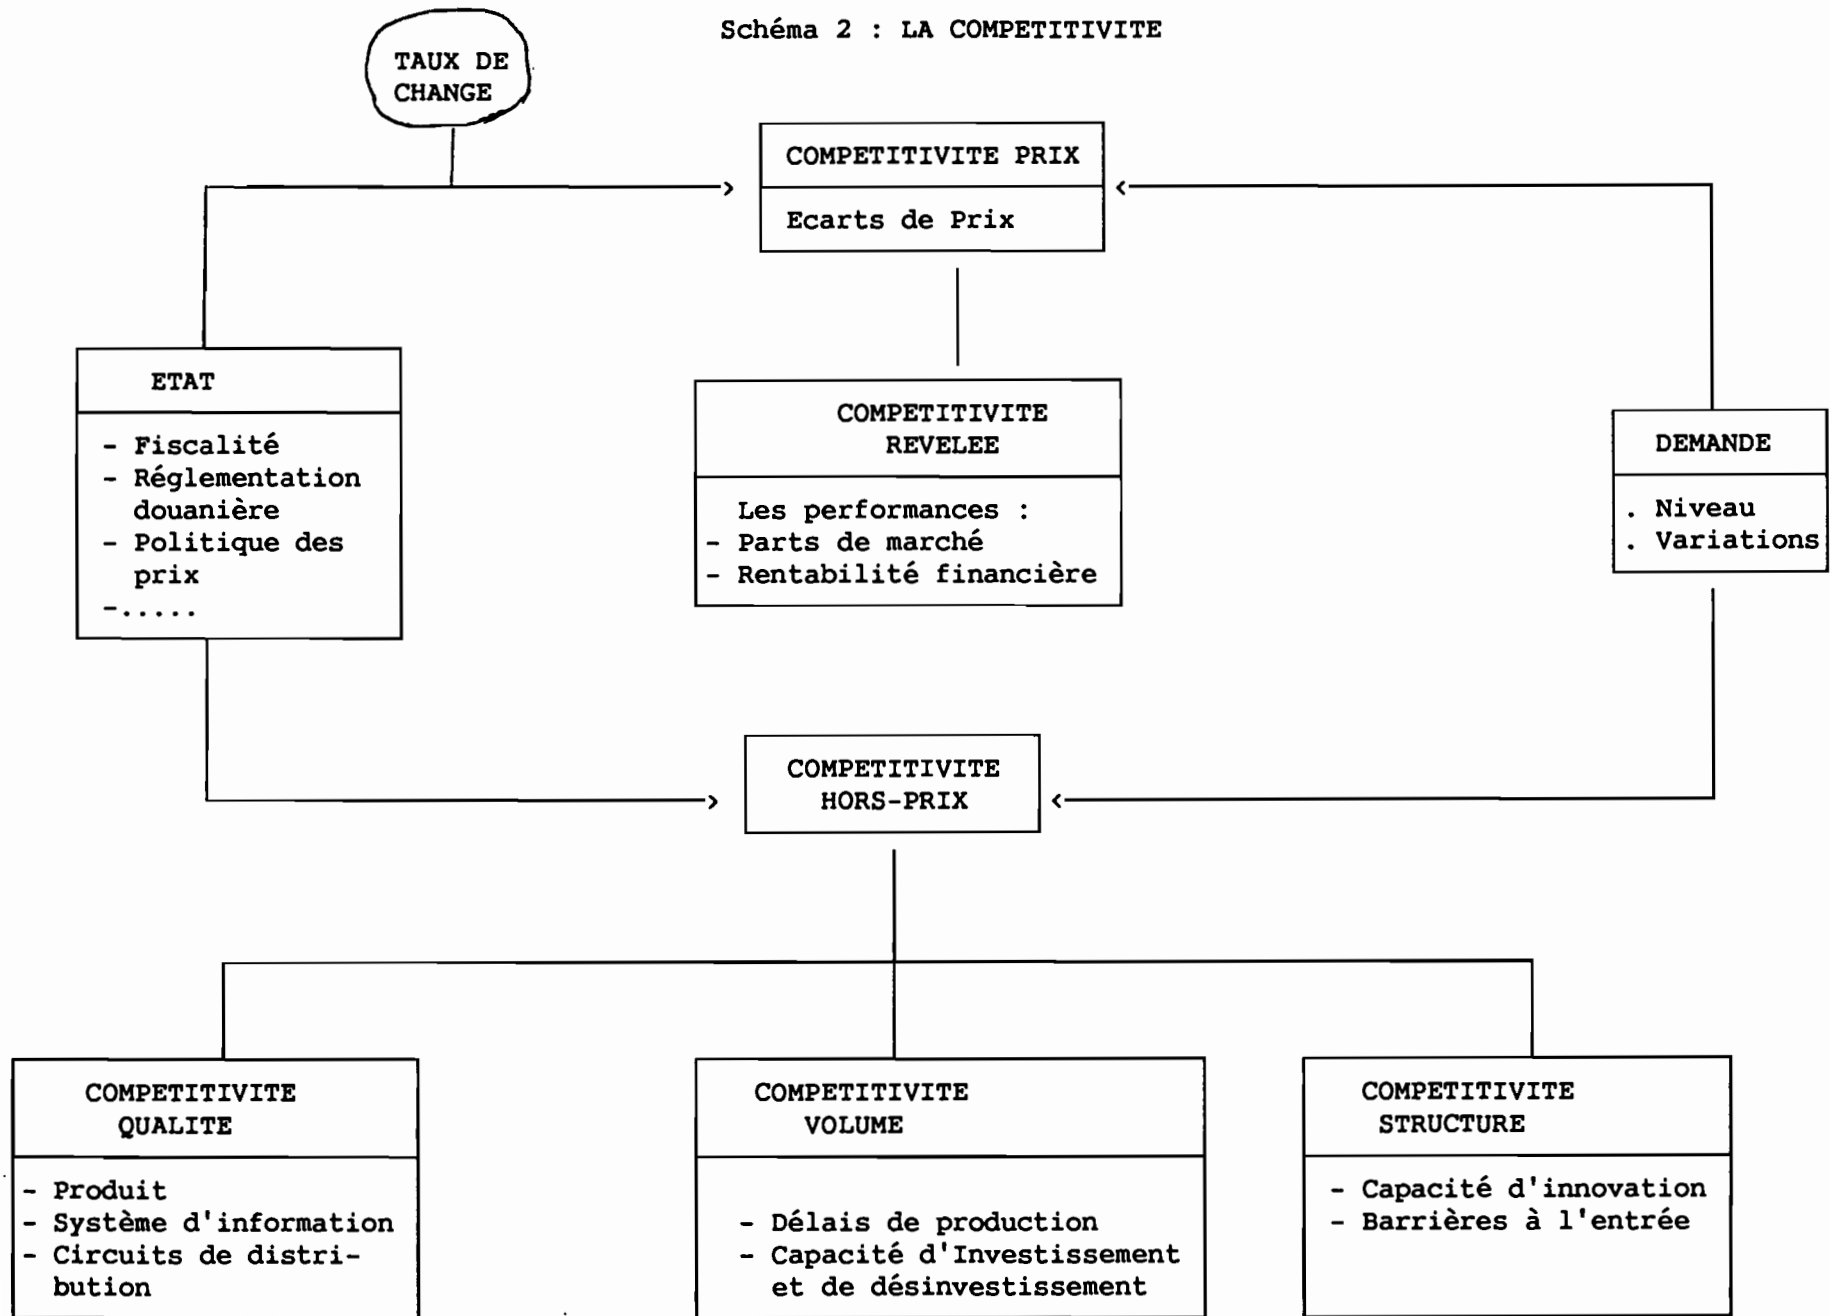 Schéma 2 : LA COMPETITIVITE
TAUX DE
CHANGE
COMPETITIVITE PRIX
Ecarts de Prix
ETAT
- Fiscalité
- Réglementation
douanière
- Politique des
prix
-.....
COMPETITIVITE
REVELEE
Les performances :
- Parts de marché
- Rentabilité financière
DEMANDE
. Niveau
. Variations
COMPETITIVITE
HORS-PRIX
COMPETITIVITE
QUALITE
- Produit
- Système d'information
- Circuits de distri-
bution
COMPETITIVITE
VOLUME
- Délais de production
- Capacité d'Investissement
et de désinvestissement
COMPETITIVITE
STRUCTURE
- Capacité d'innovation
- Barrières à l'entrée